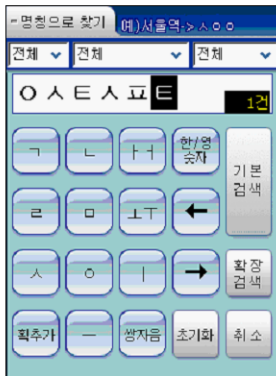 명칭으로 찾기 예)서울역->ㅅㅇㅇ
전체 전체 전체
ㅇㅅㅌㅅㅍㅌ
1건
ㄱ ㄴ ㅏㅓ 한/영 숫자 기본 검색
ㄹ ㅁ ㅗㅜ ←
ㅅ ㅇ ㅣ → 확장 검색
획추가 ㅡ 쌍자음 초기화 취소